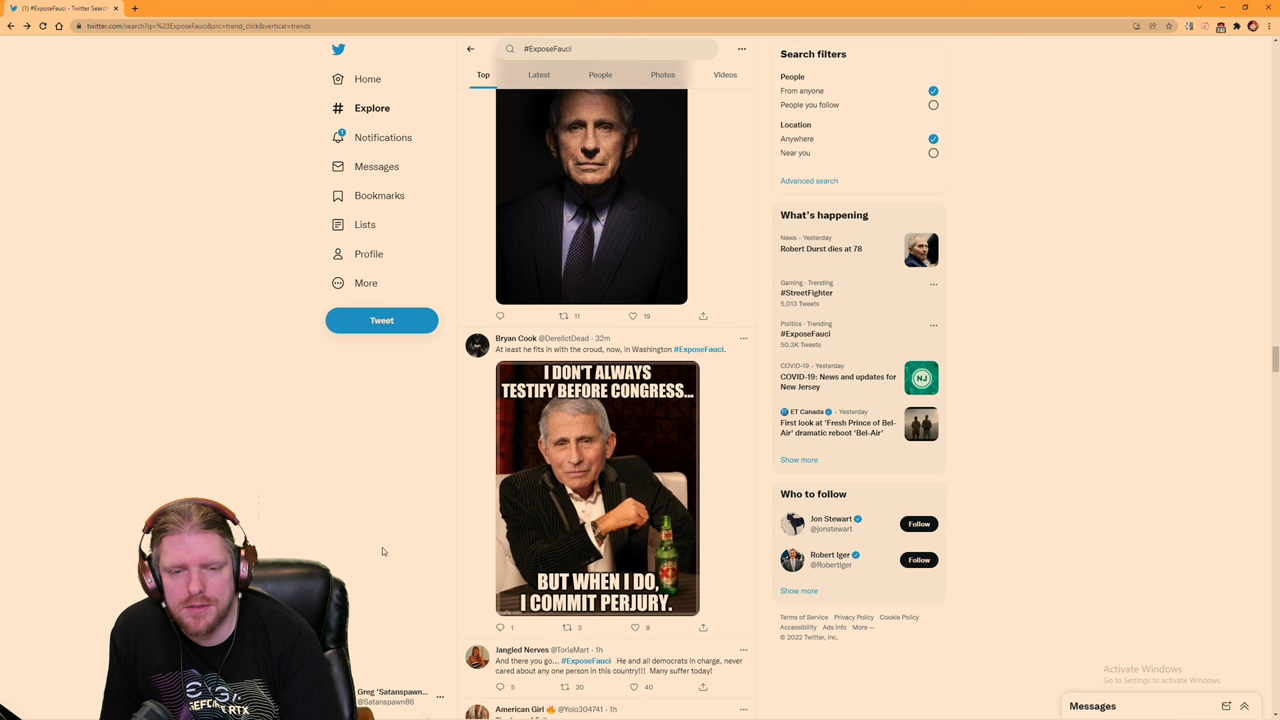 (1) #ExposeFauci - Twitter Searc
twitter.com/search?q=%23ExposeFauci&src=trend_click&vertical=trends
#ExposeFauci
Top
Latest
People
Photos
Videos
Home
Explore
1
Notifications
Messages
Bookmarks
Lists
Profile
More
Tweet
11
19
Bryan Cook @DerelictDead · 32m
At least he fits in with the croud, now, in Washington #ExposeFauci.
I DON'T ALWAYS
TESTIFY BEFORE CONGRESS...
BUT WHEN I DO,
I COMMIT PERJURY.
1
3
9
Jangled Nerves @ToriaMart · 1h
And there you go... #ExposeFauci He and all democrats in charge, never
cared about any one person in this country!!! Many suffer today!
5
20
40
American Girl @Yolo304741 · 1h
Search filters
People
From anyone
People you follow
Location
Anywhere
Near you
Advanced search
What's happening
News · Yesterday
Robert Durst dies at 78
Gaming · Trending
#StreetFighter
5,013 Tweets
Politics · Trending
#ExposeFauci
50.3K Tweets
COVID-19 · Yesterday
COVID-19: News and updates for
New Jersey
NJ
ET Canada · Yesterday
First look at 'Fresh Prince of Bel-
Air' dramatic reboot 'Bel-Air'
Show more
Who to follow
Jon Stewart
@jonstewart
Follow
Robert Iger
@RobertIger
Follow
Show more
Terms of Service Privacy Policy Cookie Policy
Accessibility Ads info More ···
© 2022 Twitter, Inc.
Activate Windows
Go to Settings to activate Windows.
Messages
Greg 'Satanspawn...
@Satanspawn86
GEFORCE RTX